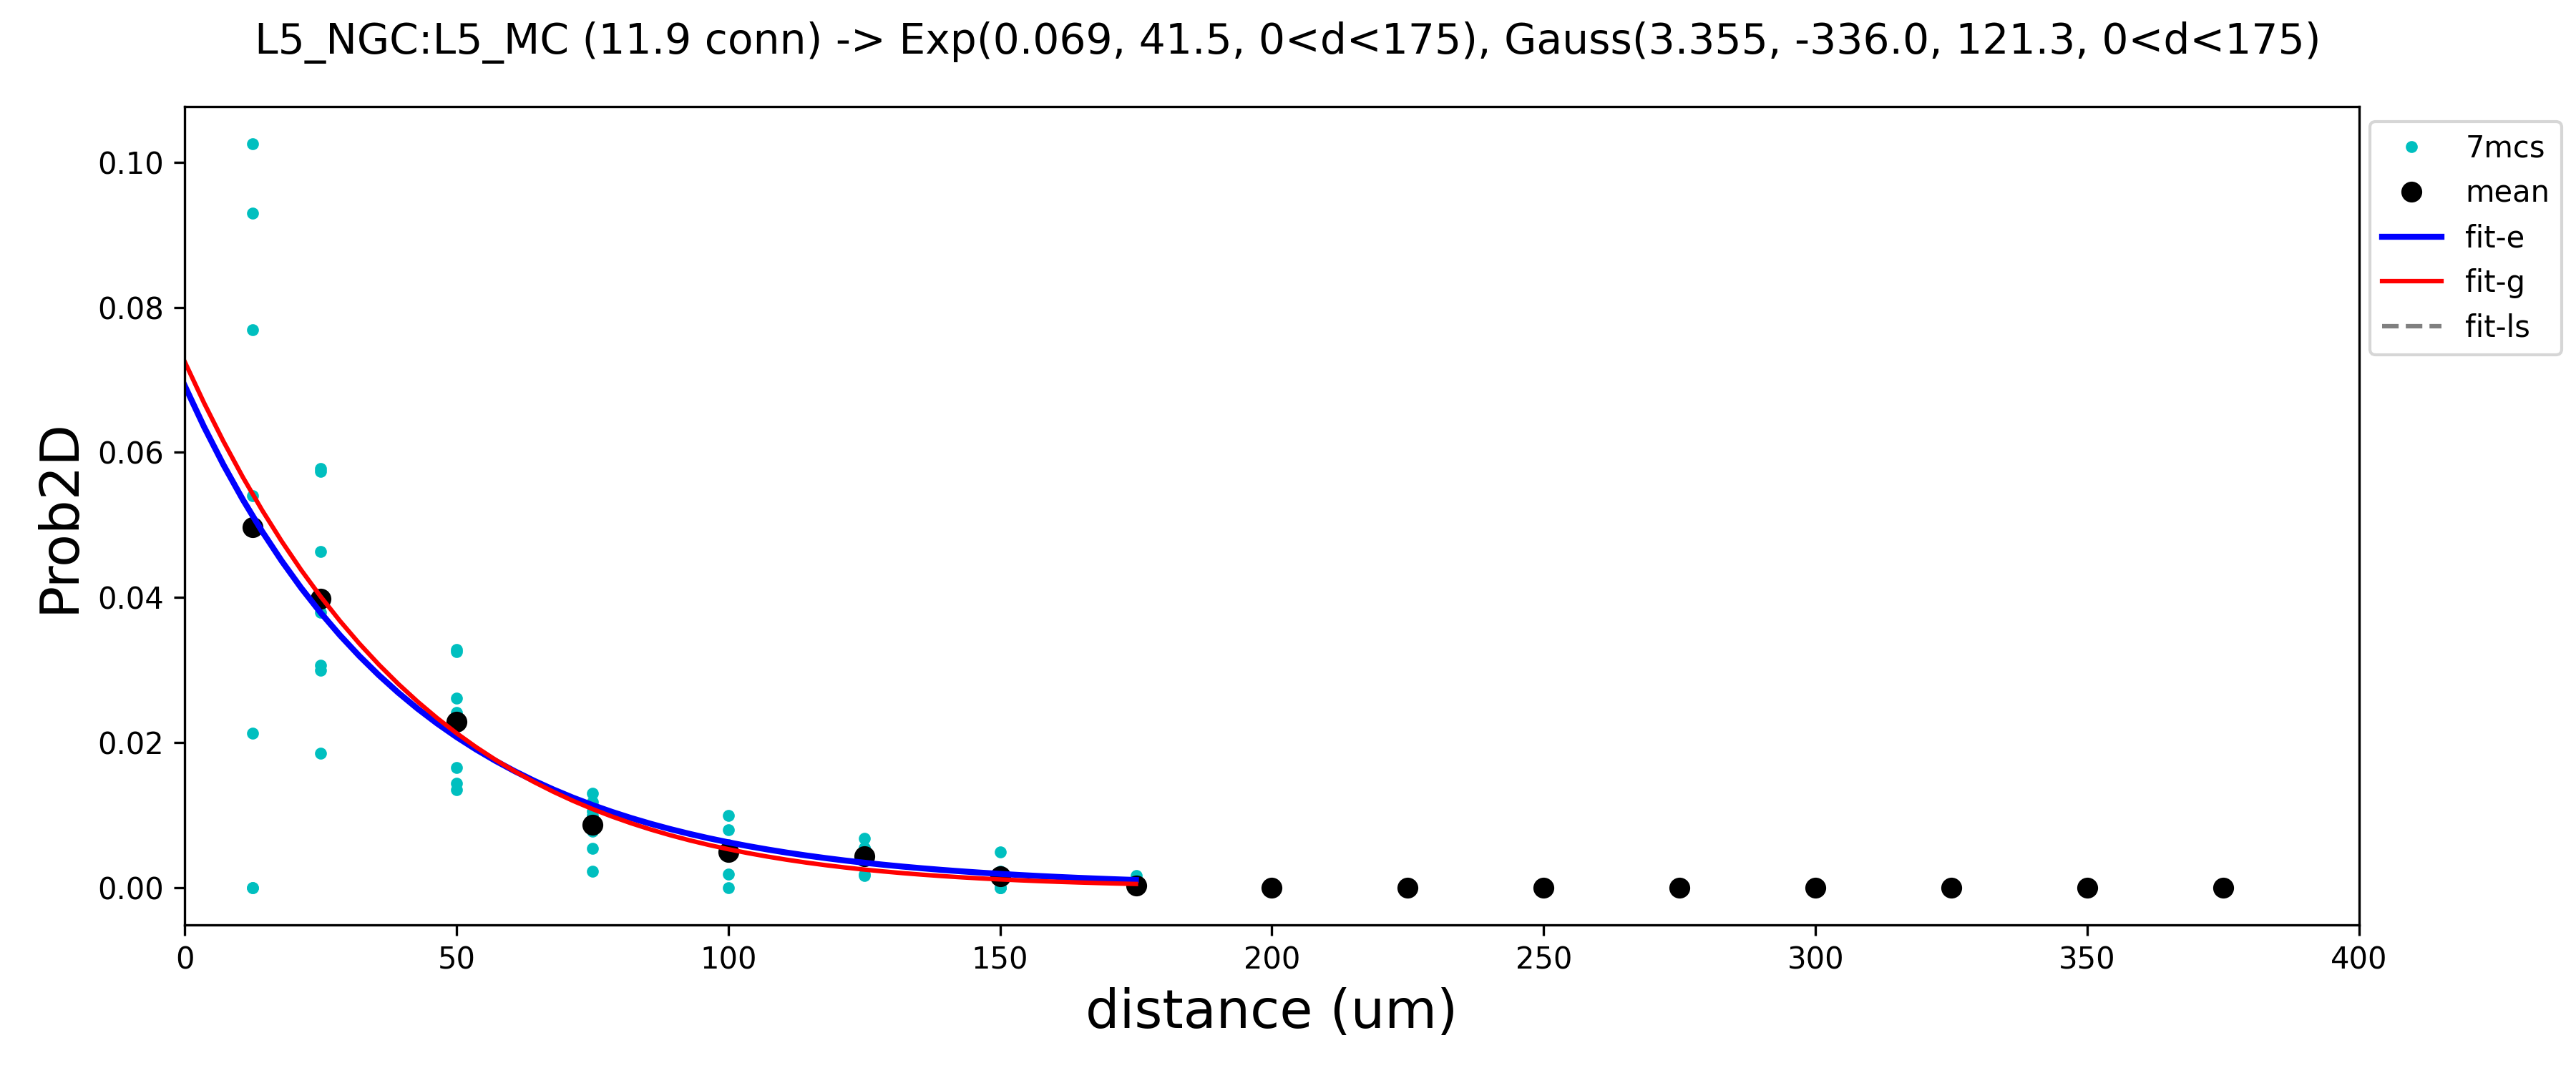 L5_NGC:L5_MC (11.9 conn) -> Exp(0.069, 41.5, 0<d<175), Gauss(3.355, -336.0, 121.3, 0<d<175)
Prob2D
0.10
0.08
0.06
0.04
0.02
0.00
0 50 100 150 200 250 300 350 400
distance (um)
7mcs
mean
fit-e
fit-g
fit-ls